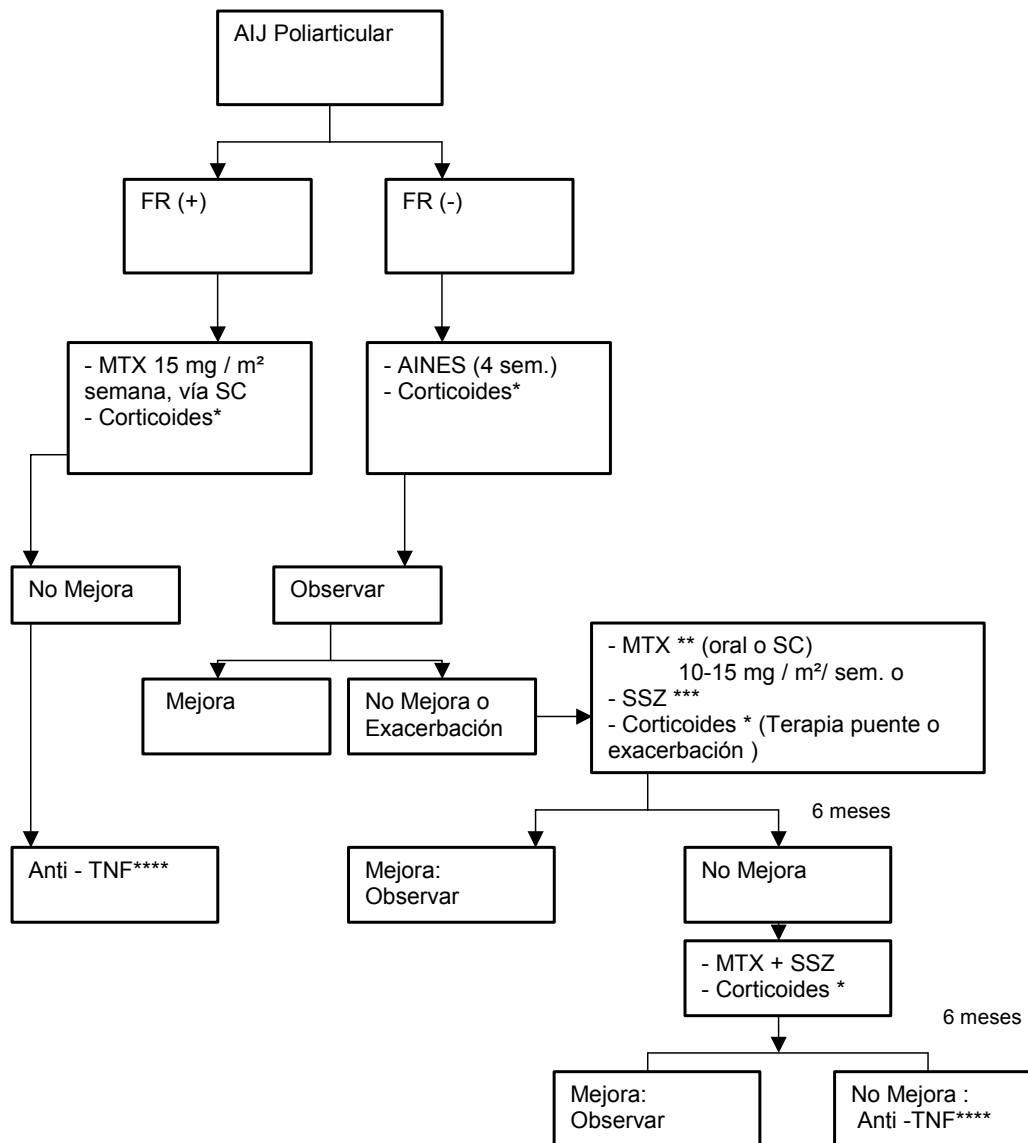 AIJ Poliarticular
FR (+)
FR (-)
- MTX 15 mg / m²
semana, vía SC
- Corticoides*
- AINES (4 sem.)
- Corticoides*
No Mejora
Observar
Mejora
No Mejora o
Exacerbación
- MTX ** (oral o SC)
10-15 mg / m²/ sem. o
- SSZ ***
- Corticoides * (Terapia puente o
exacerbación )
6 meses
Anti - TNF****
Mejora:
Observar
No Mejora
- MTX + SSZ
- Corticoides *
6 meses
Mejora:
Observar
No Mejora :
Anti -TNF****